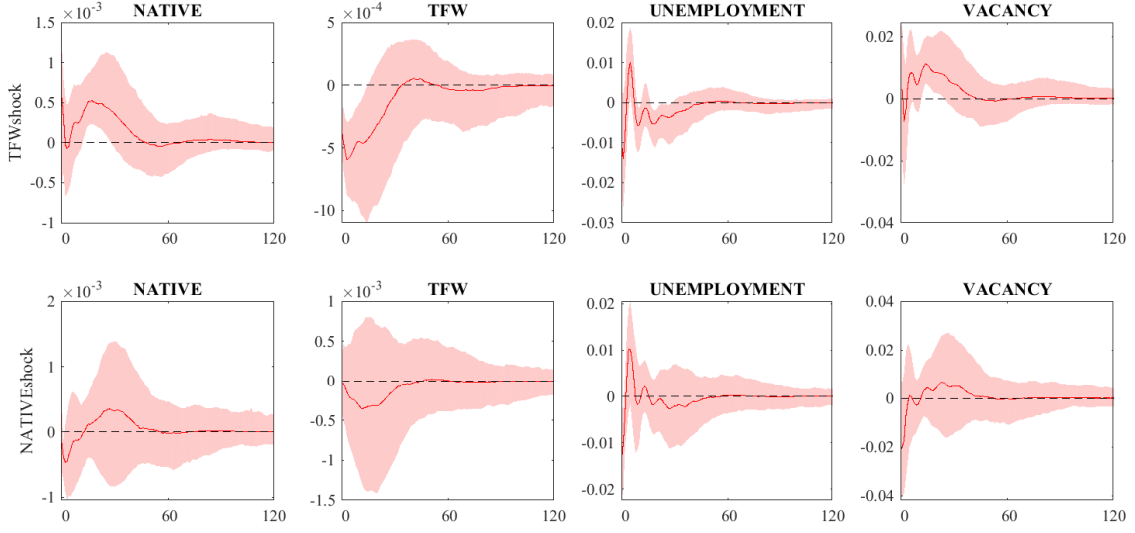 NATIVE TFW UNEMPLOYMENT VACANCY
×10⁻³ ×10⁻⁴
TFWshock
1.5 1 0.5 0 -0.5 -1
0 60 120
5 0 -5 -10
0 60 120
0.02 0.01 0 -0.01 -0.02 -0.03
0 60 120
0.02 0 -0.02 -0.04
0 60 120
NATIVE TFW UNEMPLOYMENT VACANCY
×10⁻³ ×10⁻³
NATIVEshock
2 1 0 -1
0 60 120
1 0.5 0 -0.5 -1 -1.5
0 60 120
0.02 0.01 0 -0.01 -0.02
0 60 120
0.04 0.02 0 -0.02 -0.04
0 60 120